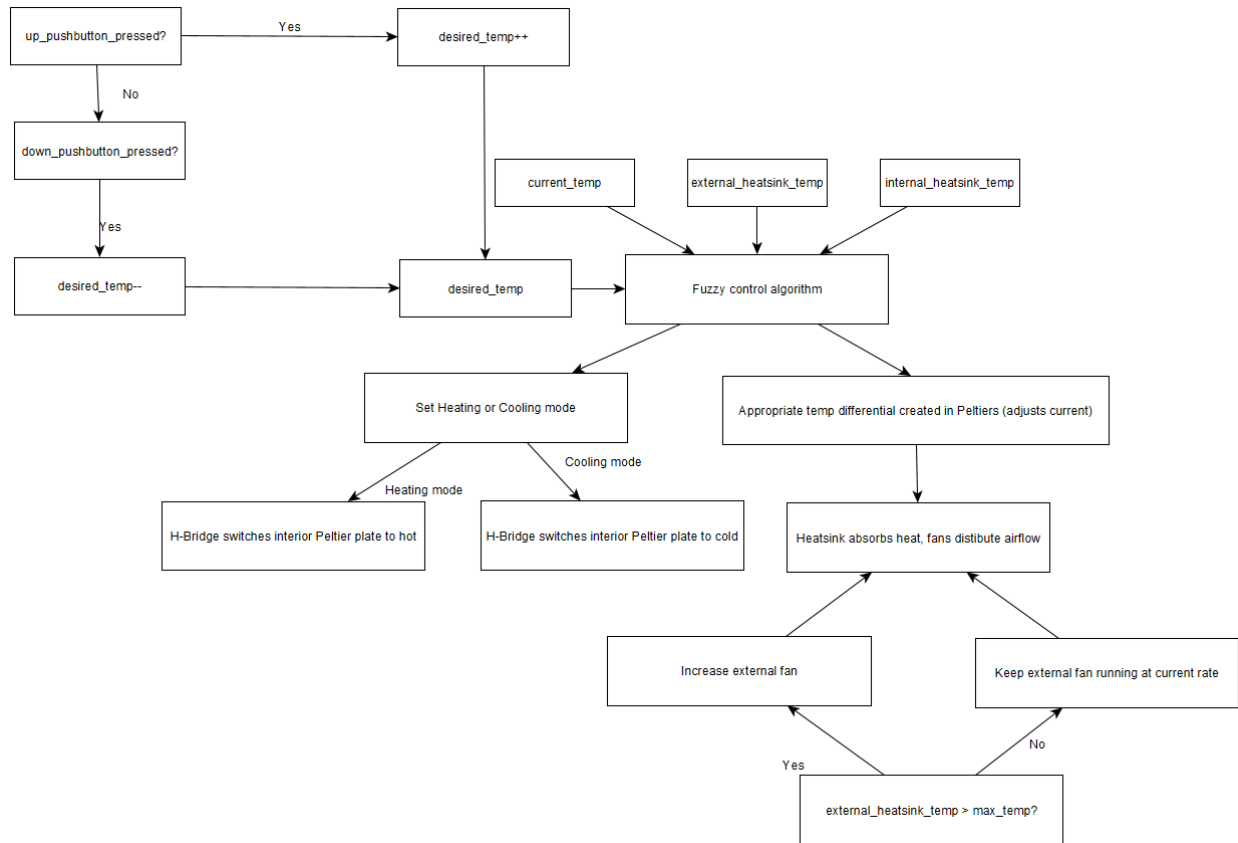 up_pushbutton_pressed?
Yes
desired_temp++
No
down_pushbutton_pressed?
current_temp
external_heatsink_temp
internal_heatsink_temp
Yes
desired_temp--
desired_temp
Fuzzy control algorithm
Set Heating or Cooling mode
Appropriate temp differential created in Peltiers (adjusts current)
Cooling mode
Heating mode
H-Bridge switches interior Peltier plate to hot
H-Bridge switches interior Peltier plate to cold
Heatsink absorbs heat, fans distibute airflow
Increase external fan
Keep external fan running at current rate
Yes
No
external_heatsink_temp > max_temp?